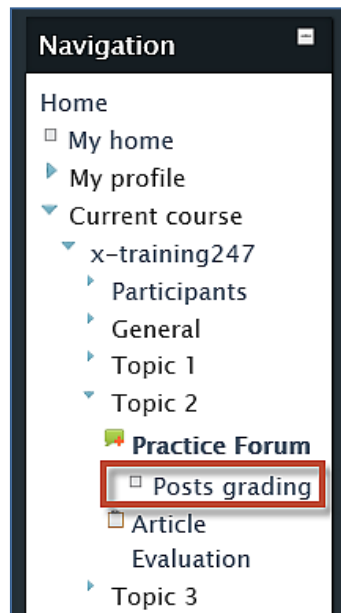 Navigation
Home
My home
My profile
Current course
x-training247
Participants
General
Topic 1
Topic 2
Practice Forum
Posts grading
Article
Evaluation
Topic 3